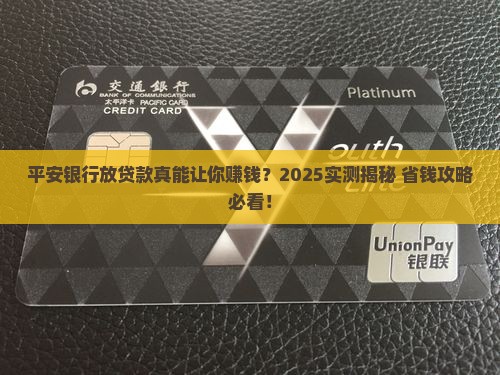 交通銀行
BANK OF COMMUNICATIONS
太平洋卡 PACIFIC CARD
CREDIT CARD
Platinum
outh
平安银行放贷款真能让你赚钱？2025实测揭秘 省钱攻略
必看！
UnionPay
银联